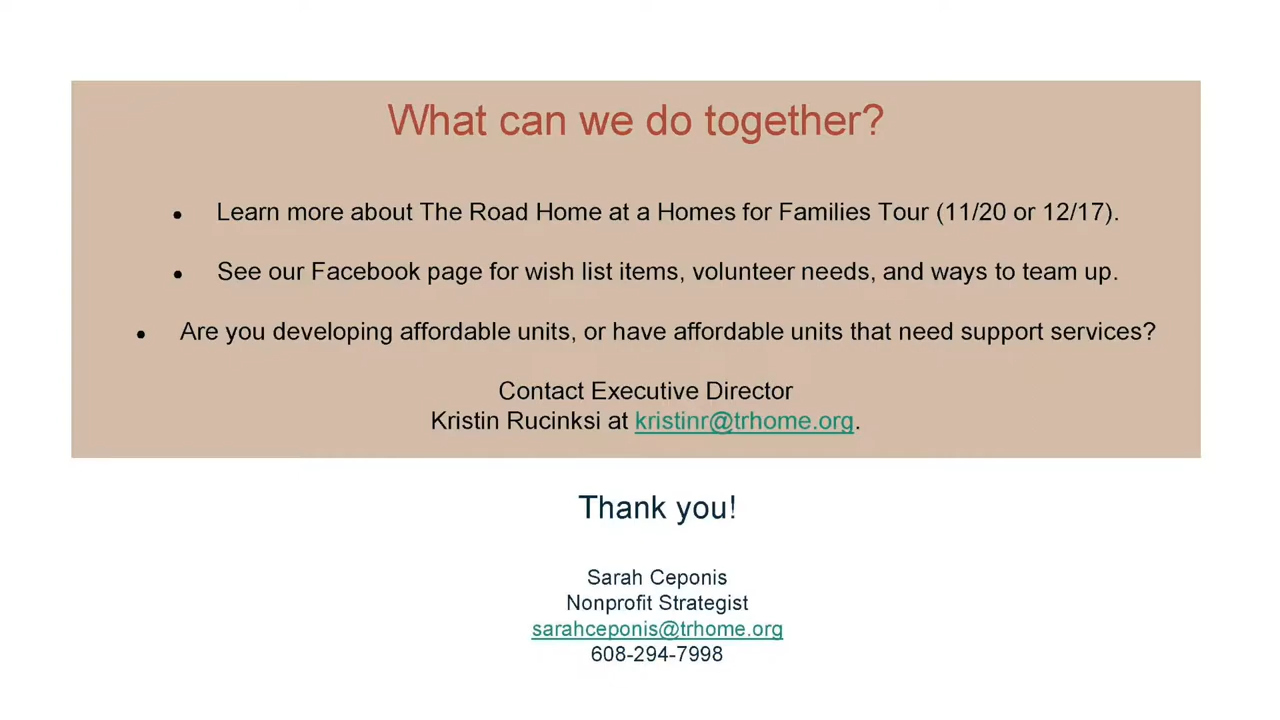 What can we do together?
● Learn more about The Road Home at a Homes for Families Tour (11/20 or 12/17).
● See our Facebook page for wish list items, volunteer needs, and ways to team up.
● Are you developing affordable units, or have affordable units that need support services?
Contact Executive Director
Kristin Rucinksi at kristinr@trhome.org.
Thank you!
Sarah Ceponis
Nonprofit Strategist
sarahceponis@trhome.org
608-294-7998